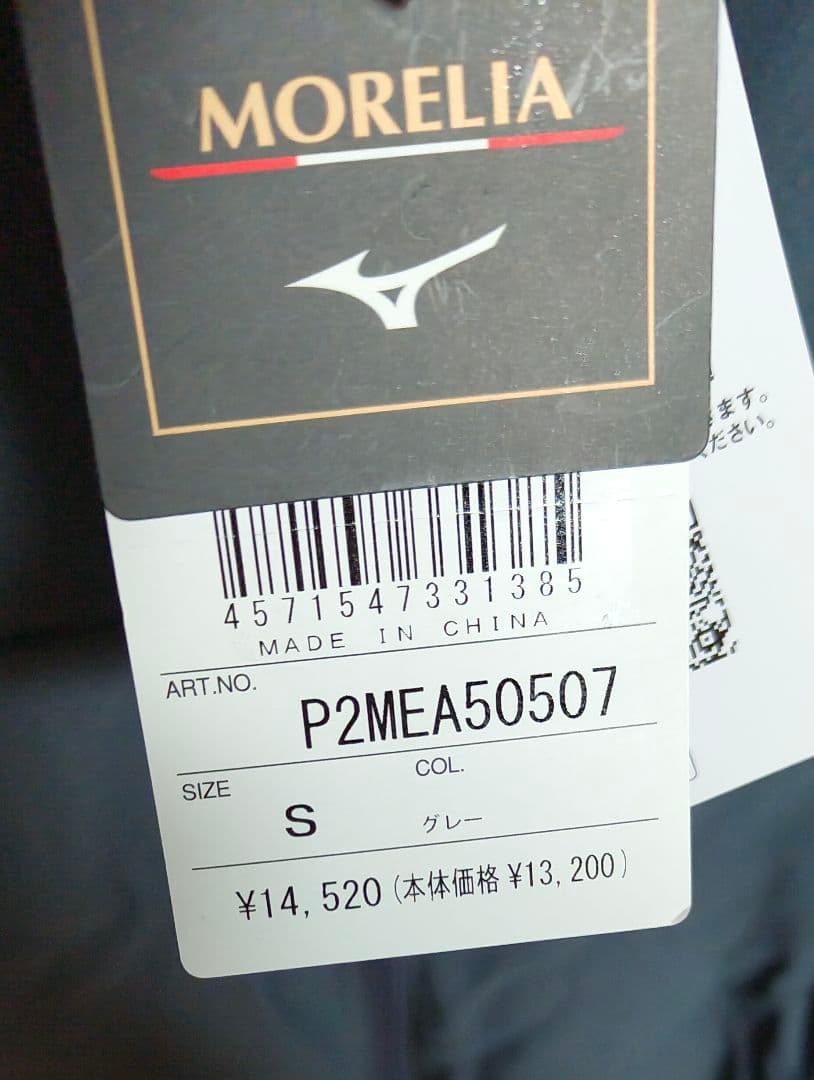 MORELIA
ます。
ださい。
4571547331385
MADE IN CHINA
ART.NO.
P2MEA50507
SIZE
COL.
S
グレー
¥14,520(本体価格¥13,200)